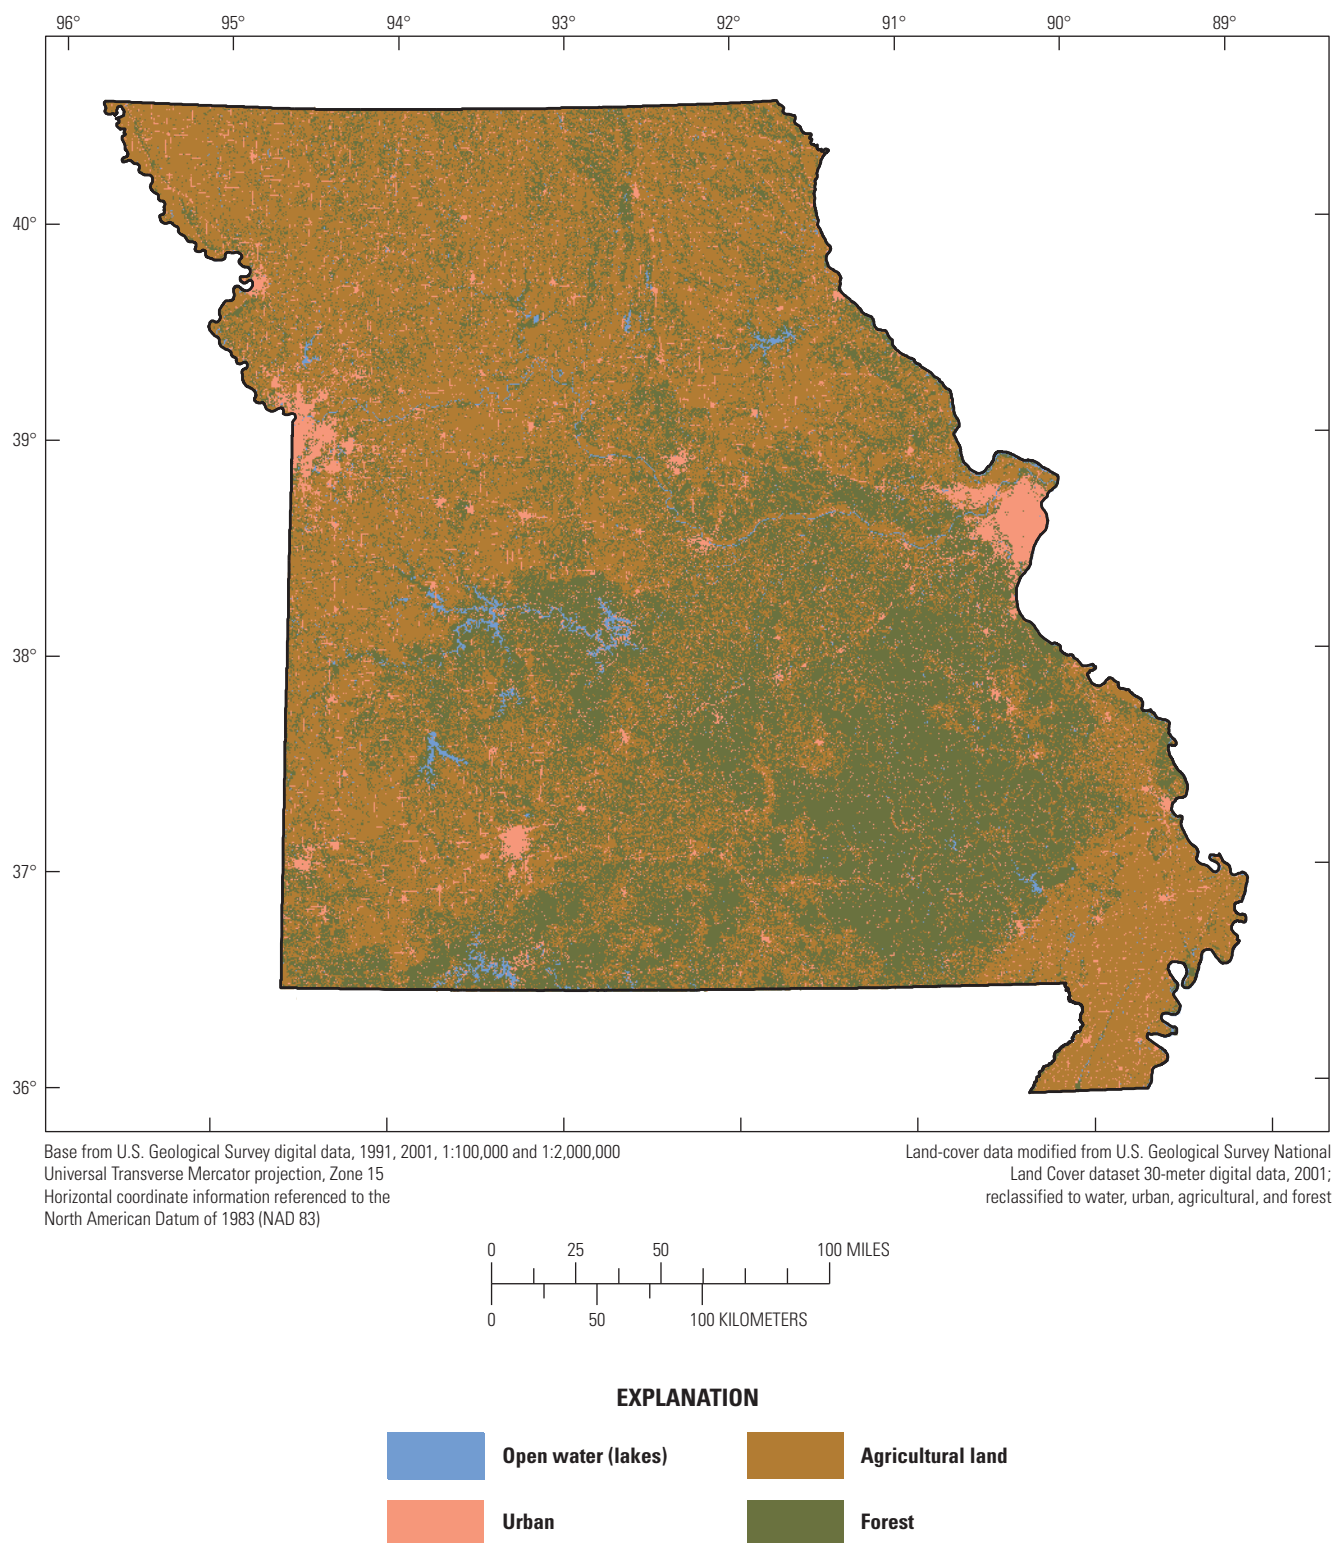 96° 95° 94° 93° 92° 91° 90° 89°
40°
39°
38°
37°
36°
Base from U.S. Geological Survey digital data, 1991, 2001, 1:100,000 and 1:2,000,000
Universal Transverse Mercator projection, Zone 15
Horizontal coordinate information referenced to the
North American Datum of 1983 (NAD 83)
Land-cover data modified from U.S. Geological Survey National
Land Cover dataset 30-meter digital data, 2001;
reclassified to water, urban, agricultural, and forest
0 25 50 100 MILES
0 50 100 KILOMETERS
EXPLANATION
Open water (lakes)
Agricultural land
Urban
Forest